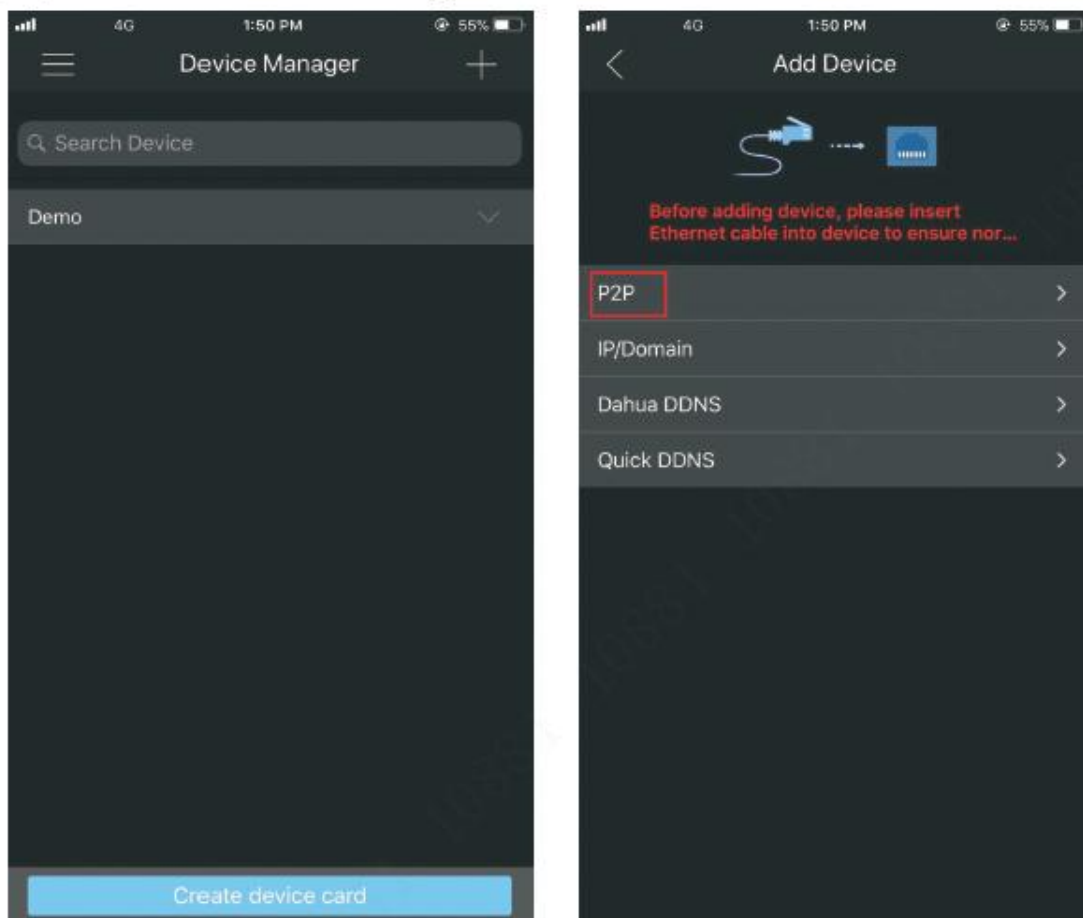 4G 1:50 PM 55%
Device Manager
Search Device
Demo
Create device card
4G 1:50 PM 55%
Add Device
Before adding device, please insert
Ethernet cable into device to ensure nor...
P2P
IP/Domain
Dahua DDNS
Quick DDNS
10881
10881